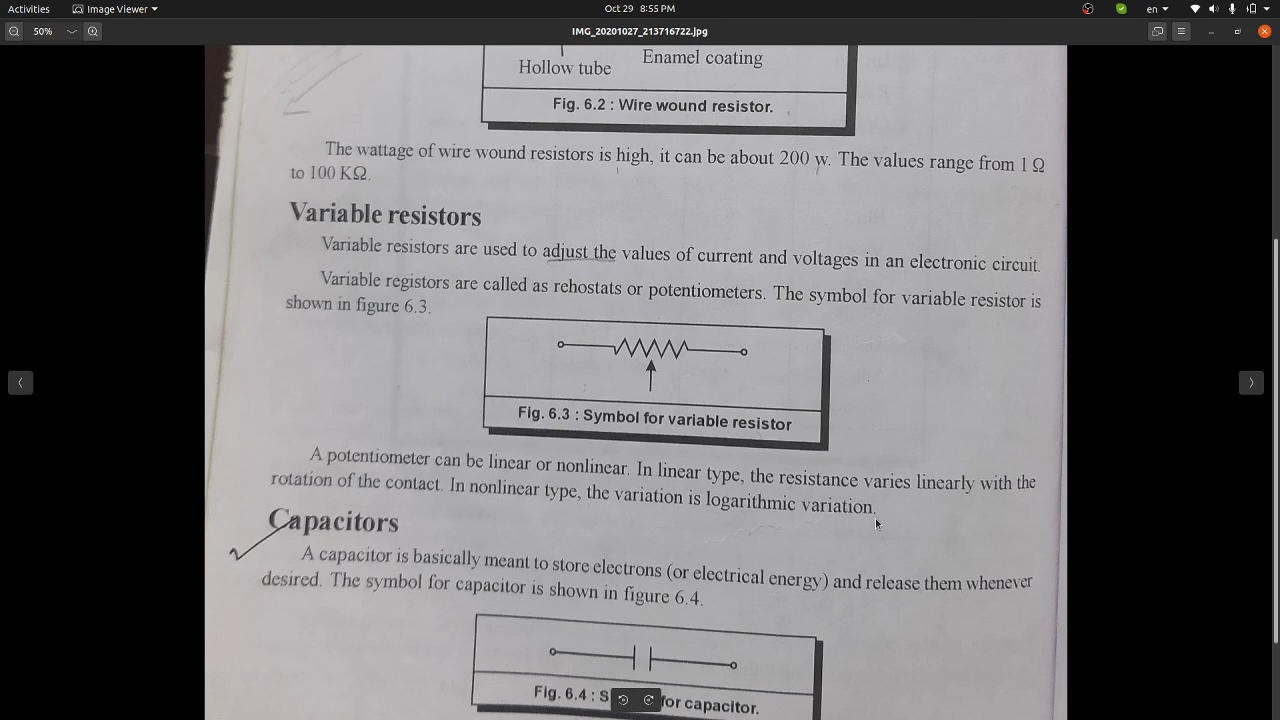 Activities
Image Viewer
Oct 29 8:55 PM
en
50%
IMG_20201027_213716722.jpg
Hollow tube
Enamel coating
Fig. 6.2 : Wire wound resistor.
The wattage of wire wound resistors is high, it can be about 200 w. The values range from 1 Ω
to 100 KΩ.
Variable resistors
Variable resistors are used to adjust the values of current and voltages in an electronic circuit.
Variable registors are called as rehostats or potentiometers. The symbol for variable resistor is
shown in figure 6.3.
Fig. 6.3 : Symbol for variable resistor
A potentiometer can be linear or nonlinear. In linear type, the resistance varies linearly with the
rotation of the contact. In nonlinear type, the variation is logarithmic variation.
Capacitors
A capacitor is basically meant to store electrons (or electrical energy) and release them whenever
desired. The symbol for capacitor is shown in figure 6.4.
Fig. 6.4 : S for capacitor.